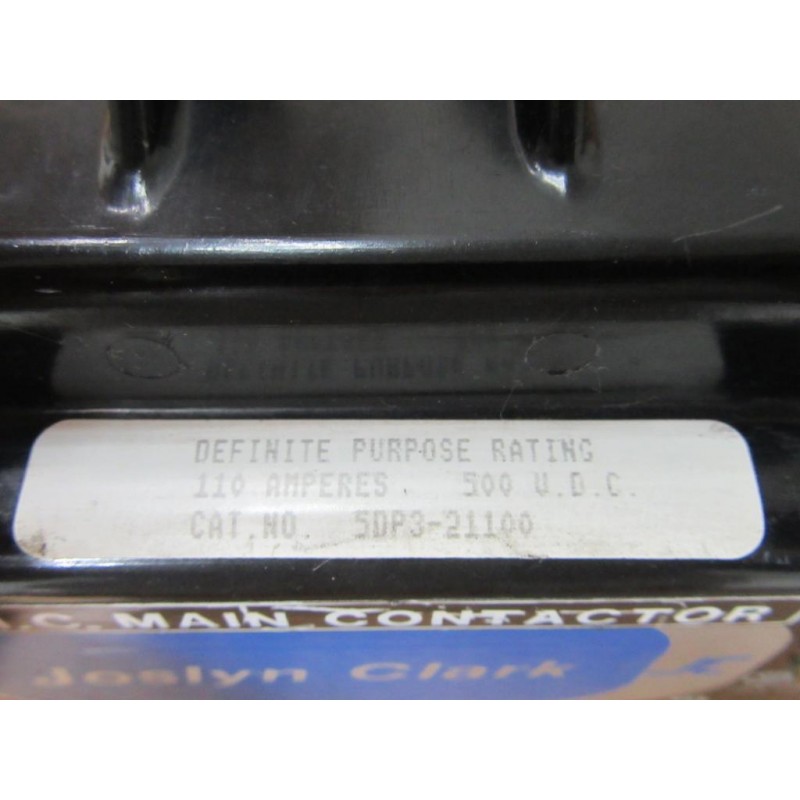 DEFINITE PURPOSE RATING
110 AMPERES. 500 V.D.C.
CAT.NO. 5DP3-21100
.C. MAIN CONTACTOR
Joslyn Clark